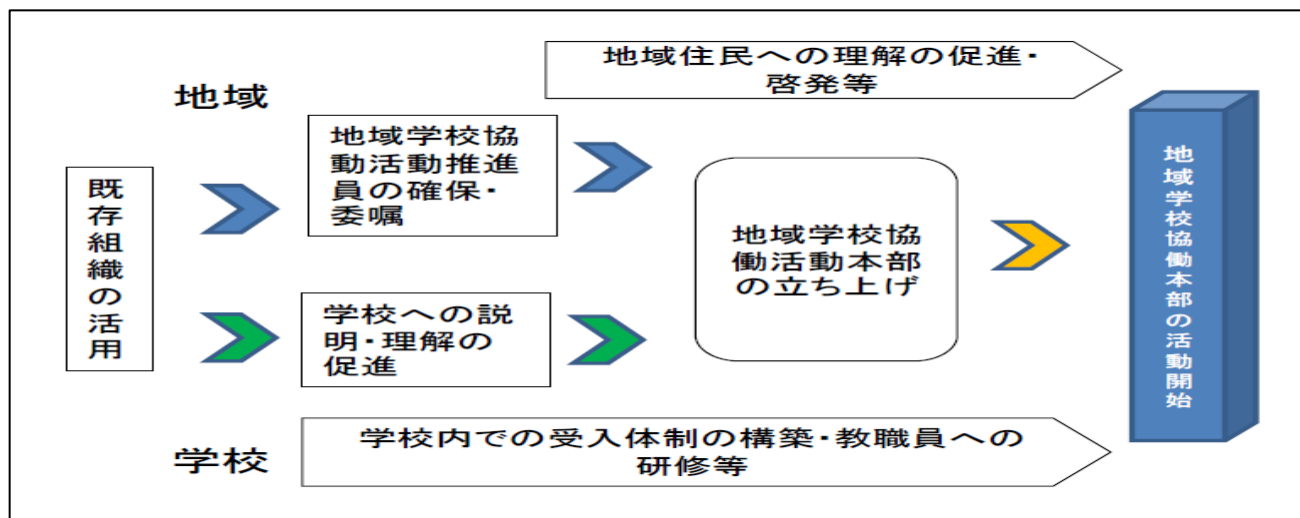 地域住民への理解の促進・
啓発等
地域
地域学校協
動活動推進
員の確保・
委嘱
既存組織の活用
地域学校協
働活動本部
の立ち上げ
地域学校協働本部の活動開始
学校への説
明・理解の
促進
学校
学校内での受入体制の構築・教職員への
研修等